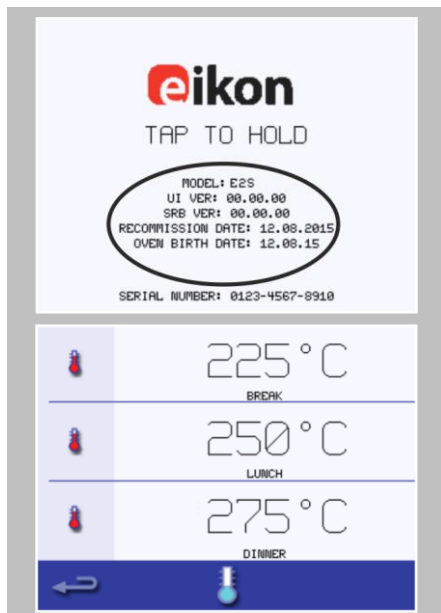 eikon
TAP TO HOLD
MODEL: E2S
UI VER: 00.00.00
SRB VER: 00.00.00
RECOMMISSION DATE: 12.08.2015
OVEN BIRTH DATE: 12.08.15
SERIAL NUMBER: 0123-4567-8910
225°C
BREAK
250°C
LUNCH
275°C
DINNER